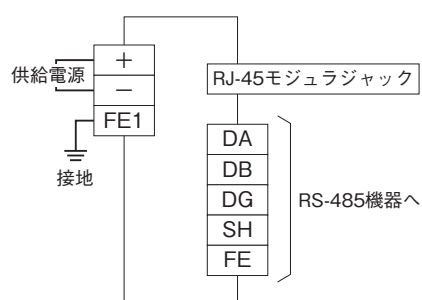 供給電源
+
−
FE1
接地
RJ-45モジュラジャック
DA
DB
DG
SH
FE
RS-485機器へ